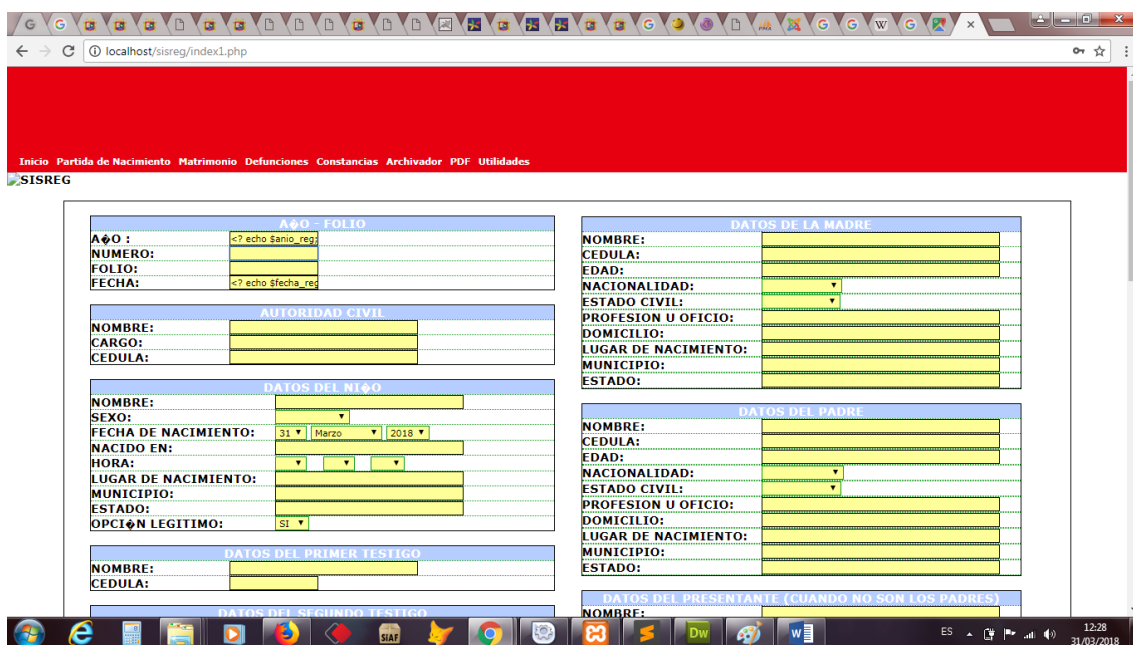 localhost/sisreg/index1.php
Inicio Partida de Nacimiento Matrimonio Defunciones Constancias Archivador PDF Utilidades
SISREG
A�O - FOLIO
A�O : <? echo $anio_reg;
NUMERO:
FOLIO:
FECHA: <? echo $fecha_reg
AUTORIDAD CIVIL
NOMBRE:
CARGO:
CEDULA:
DATOS DEL NI�O
NOMBRE:
SEXO:
FECHA DE NACIMIENTO: 31 Marzo 2018
NACIDO EN:
HORA:
LUGAR DE NACIMIENTO:
MUNICIPIO:
ESTADO:
OPCI�N LEGITIMO: SI
DATOS DEL PRIMER TESTIGO
NOMBRE:
CEDULA:
DATOS DEL SEGUNDO TESTIGO
DATOS DE LA MADRE
NOMBRE:
CEDULA:
EDAD:
NACIONALIDAD:
ESTADO CIVIL:
PROFESION U OFICIO:
DOMICILIO:
LUGAR DE NACIMIENTO:
MUNICIPIO:
ESTADO:
DATOS DEL PADRE
NOMBRE:
CEDULA:
EDAD:
NACIONALIDAD:
ESTADO CIVIL:
PROFESION U OFICIO:
DOMICILIO:
LUGAR DE NACIMIENTO:
MUNICIPIO:
ESTADO:
DATOS DEL PRESENTANTE (CUANDO NO SON LOS PADRES)
NOMBRE:
SIAF
Dw
ES
12:28
31/03/2018